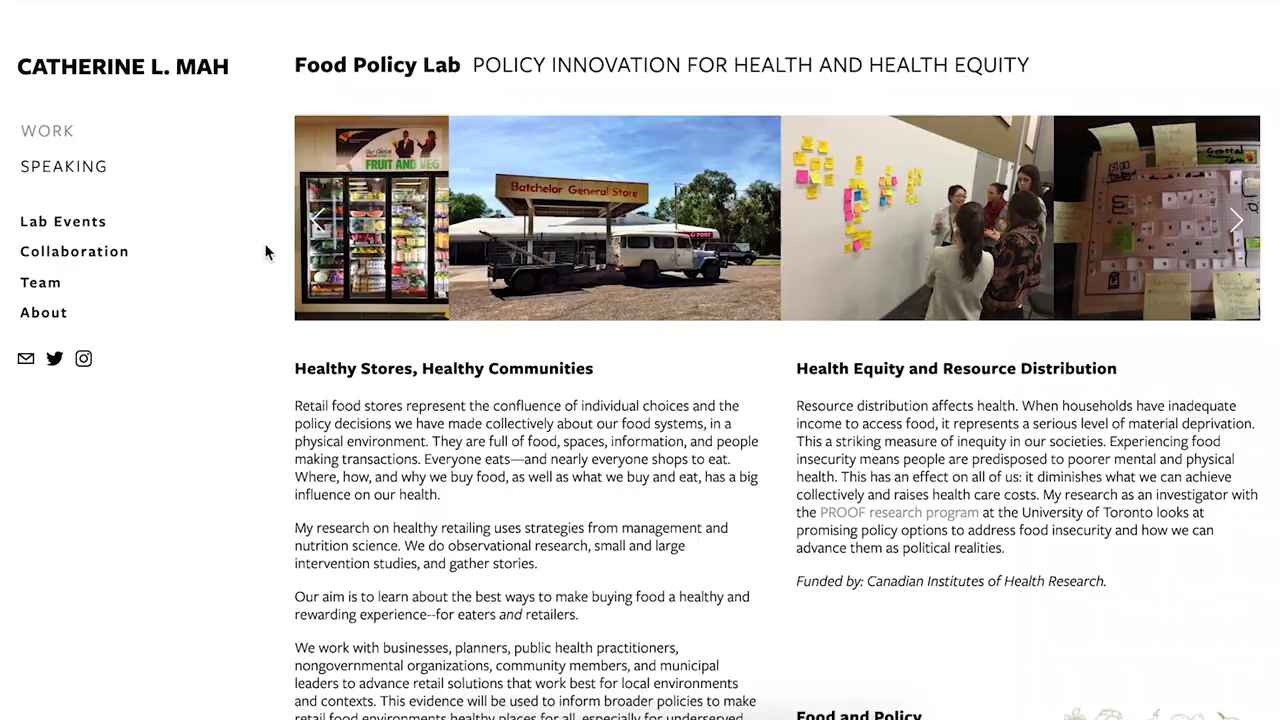 CATHERINE L. MAH
WORK
SPEAKING
Lab Events
Collaboration
Team
About
Food Policy Lab POLICY INNOVATION FOR HEALTH AND HEALTH EQUITY
Our Choice
FRUIT AND VEG
Batchelor General Store
POST
General
Healthy Stores, Healthy Communities
Retail food stores represent the confluence of individual choices and the
policy decisions we have made collectively about our food systems, in a
physical environment. They are full of food, spaces, information, and people
making transactions. Everyone eats—and nearly everyone shops to eat.
Where, how, and why we buy food, as well as what we buy and eat, has a big
influence on our health.
My research on healthy retailing uses strategies from management and
nutrition science. We do observational research, small and large
intervention studies, and gather stories.
Our aim is to learn about the best ways to make buying food a healthy and
rewarding experience--for eaters and retailers.
We work with businesses, planners, public health practitioners,
nongovernmental organizations, community members, and municipal
leaders to advance retail solutions that work best for local environments
and contexts. This evidence will be used to inform broader policies to make
retail food environments healthy places for all, especially for underserved
Health Equity and Resource Distribution
Resource distribution affects health. When households have inadequate
income to access food, it represents a serious level of material deprivation.
This a striking measure of inequity in our societies. Experiencing food
insecurity means people are predisposed to poorer mental and physical
health. This has an effect on all of us: it diminishes what we can achieve
collectively and raises health care costs. My research as an investigator with
the PROOF research program at the University of Toronto looks at
promising policy options to address food insecurity and how we can
advance them as political realities.
Funded by: Canadian Institutes of Health Research.
Food and Policy